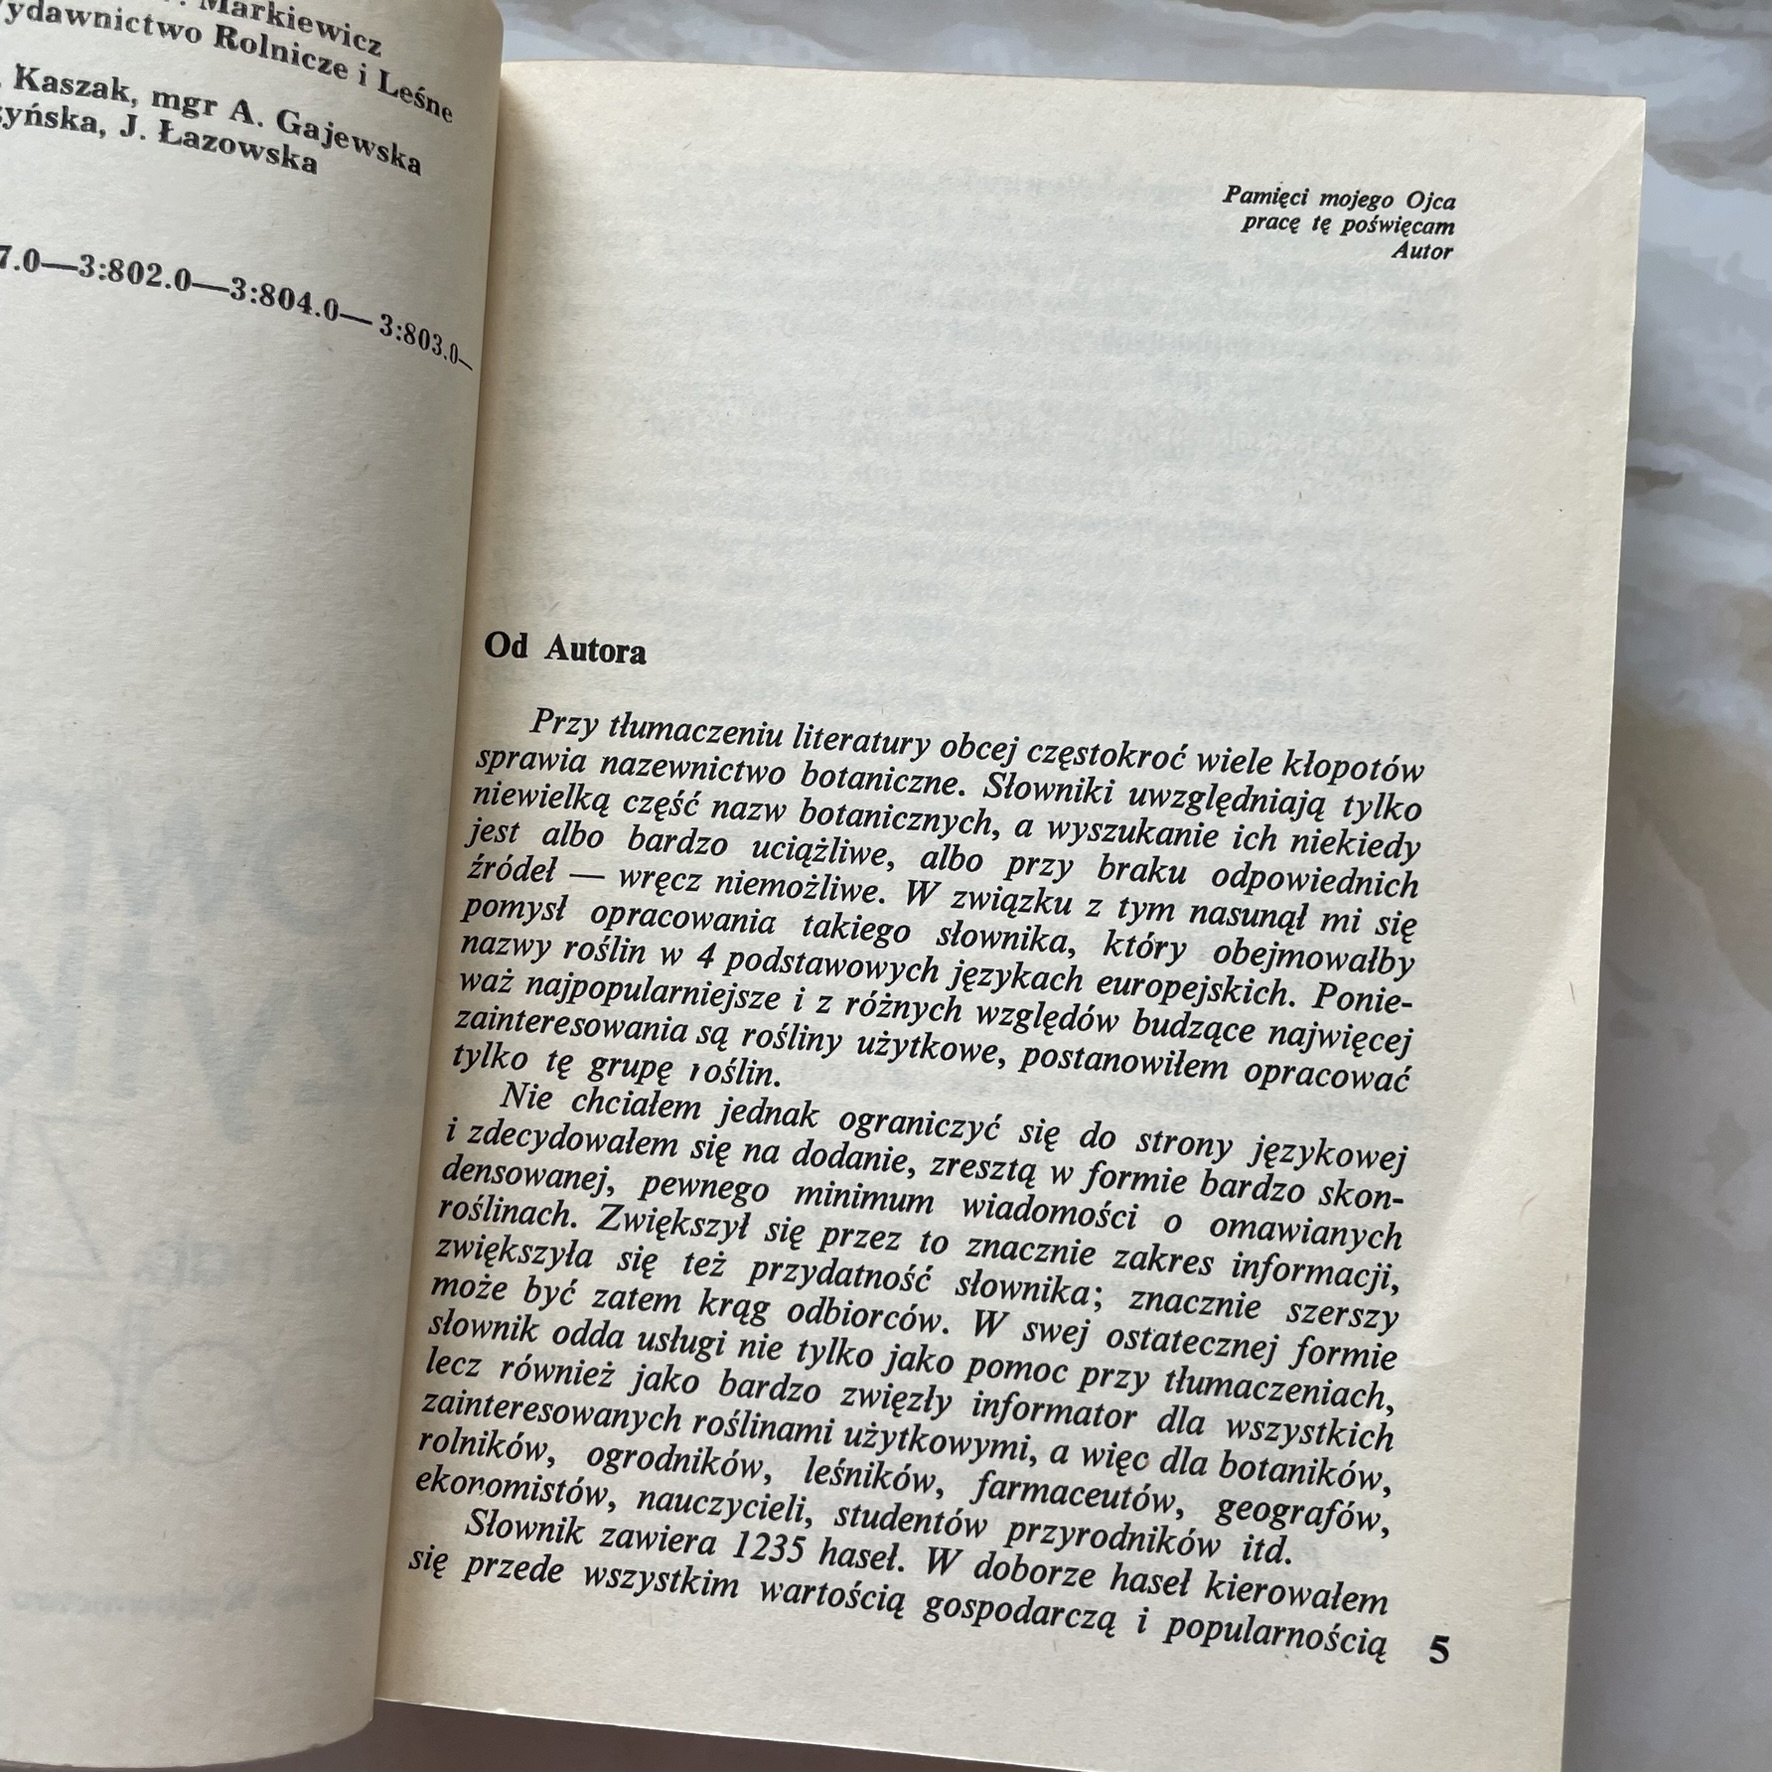 Markiewicz
Wydawnictwo Rolnicze i Leśne
Kaszak, mgr A. Gajewska
J. Łazowska
7.0—3:802.0—3:804.0—3:803.0—
Pamięci mojego Ojca
pracę tę poświęcam
Autor
Od Autora
Przy tłumaczeniu literatury obcej częstokroć wiele kłopotów
sprawia nazewnictwo botaniczne. Słowniki uwzględniają tylko
niewielką część nazw botanicznych, a wyszukanie ich niekiedy
jest albo bardzo uciążliwe, albo przy braku odpowiednich
źródeł — wręcz niemożliwe. W związku z tym nasunął mi się
pomysł opracowania takiego słownika, który obejmowałby
nazwy roślin w 4 podstawowych językach europejskich. Ponie-
waż najpopularniejsze i z różnych względów budzące najwięcej
zainteresowania są rośliny użytkowe, postanowiłem opracować
tylko tę grupę roślin.
Nie chciałem jednak ograniczyć się do strony językowej
i zdecydowałem się na dodanie, zresztą w formie bardzo skon-
densowanej, pewnego minimum wiadomości o omawianych
roślinach. Zwiększył się przez to znacznie zakres informacji,
zwiększyła się też przydatność słownika; znacznie szerszy
może być zatem krąg odbiorców. W swej ostatecznej formie
słownik odda usługi nie tylko jako pomoc przy tłumaczeniach,
lecz również jako bardzo zwięzły informator dla wszystkich
zainteresowanych roślinami użytkowymi, a więc dla botaników,
rolników, ogrodników, leśników, farmaceutów, geografów,
ekonomistów, nauczycieli, studentów przyrodników itd.
Słownik zawiera 1235 haseł. W doborze haseł kierowałem
się przede wszystkim wartością gospodarczą i popularnością
5